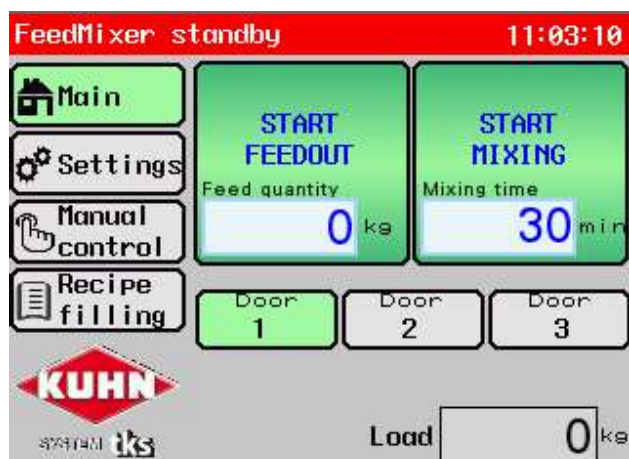 FeedMixer standby 11:03:10
Main
Settings
Manual
control
Recipe
filling
START
FEEDOUT
Feed quantity
0 kg
START
MIXING
Mixing time
30 min
Door
1
Door
2
Door
3
KUHN
SYSTEM tks
Load 0 kg